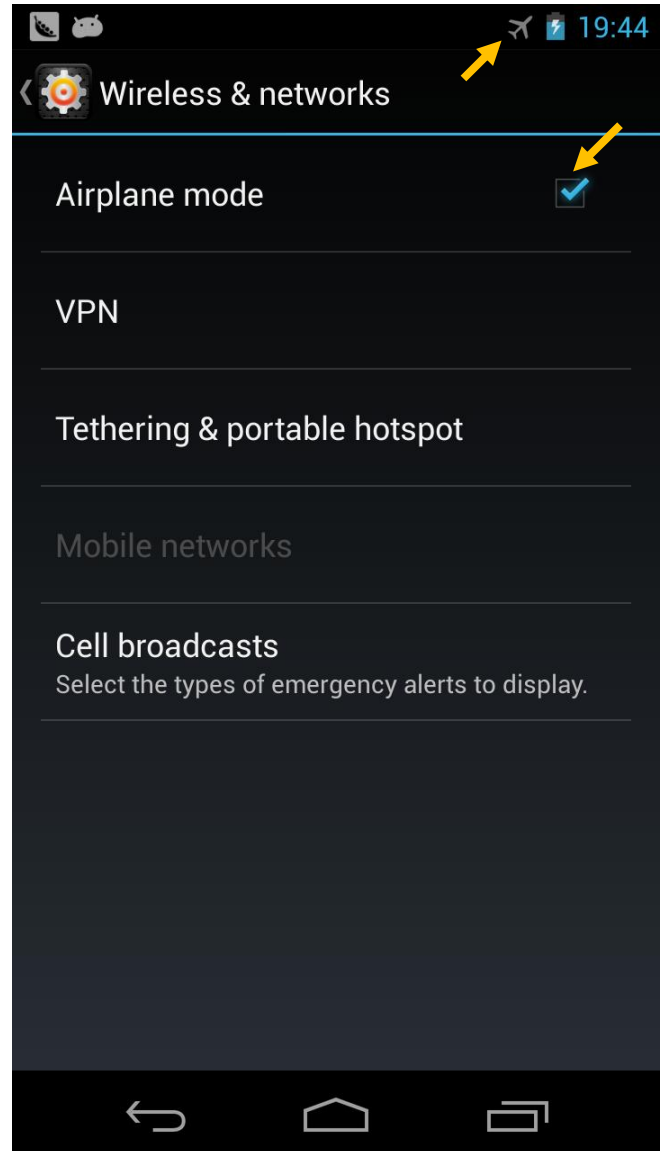 19:44
Wireless & networks
Airplane mode
VPN
Tethering & portable hotspot
Mobile networks
Cell broadcasts
Select the types of emergency alerts to display.